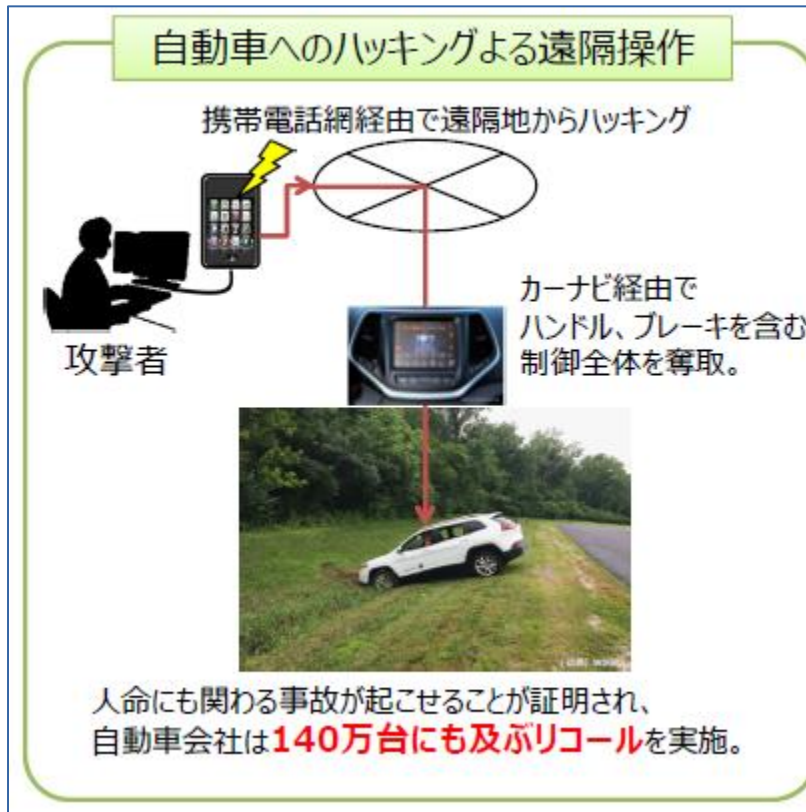 自動車へのハッキングよる遠隔操作
携帯電話網経由で遠隔地からハッキング
攻撃者
カーナビ経由で
ハンドル、ブレーキを含む
制御全体を奪取。
人命にも関わる事故が起こせることが証明され、
自動車会社は140万台にも及ぶリコールを実施。